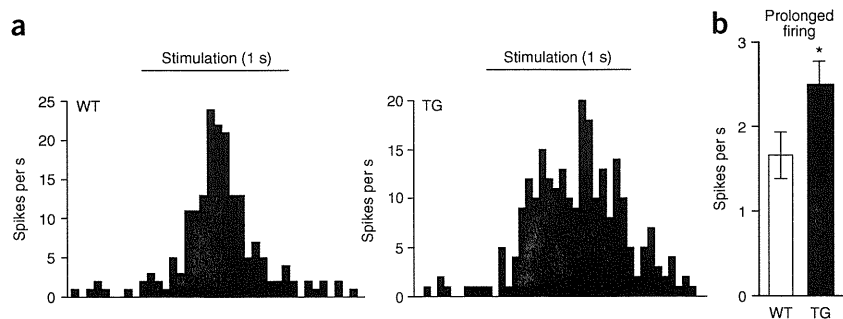 a
Stimulation (1 s)
WT
Spikes per s
25
20
15
10
5
0
Stimulation (1 s)
TG
Spikes per s
20
15
10
5
0
b
Prolonged
firing
*
Spikes per s
3
2
1
0
WT TG